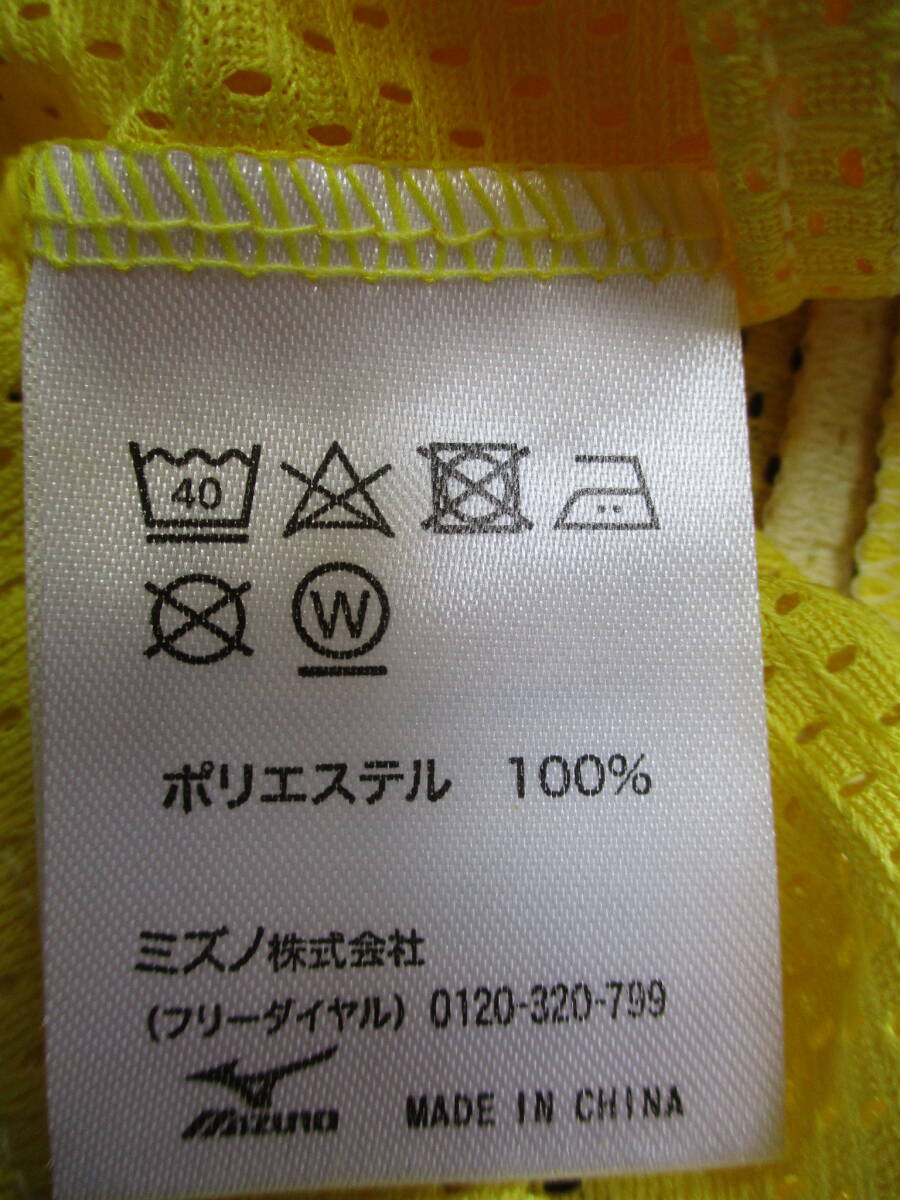 40
W
ポリエステル 100%
ミズノ株式会社
(フリーダイヤル) 0120-320-799
Mizuno MADE IN CHINA